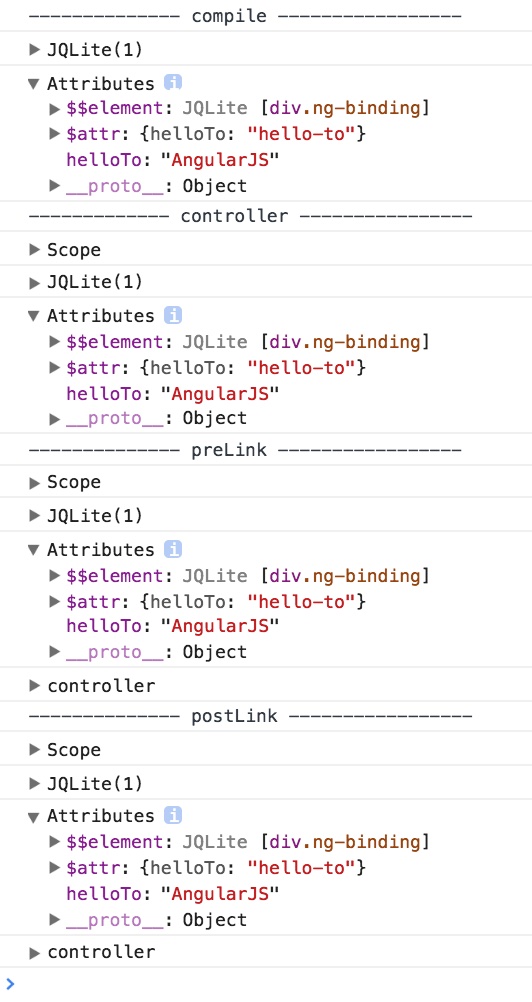 -------------- compile -----------------
JQLite(1)
Attributes i
$$element: JQLite [div.ng-binding]
$attr: {helloTo: "hello-to"}
helloTo: "AngularJS"
__proto__: Object
------------- controller ----------------
Scope
JQLite(1)
Attributes i
$$element: JQLite [div.ng-binding]
$attr: {helloTo: "hello-to"}
helloTo: "AngularJS"
__proto__: Object
-------------- preLink -----------------
Scope
JQLite(1)
Attributes i
$$element: JQLite [div.ng-binding]
$attr: {helloTo: "hello-to"}
helloTo: "AngularJS"
__proto__: Object
controller
-------------- postLink -----------------
Scope
JQLite(1)
Attributes i
$$element: JQLite [div.ng-binding]
$attr: {helloTo: "hello-to"}
helloTo: "AngularJS"
__proto__: Object
controller